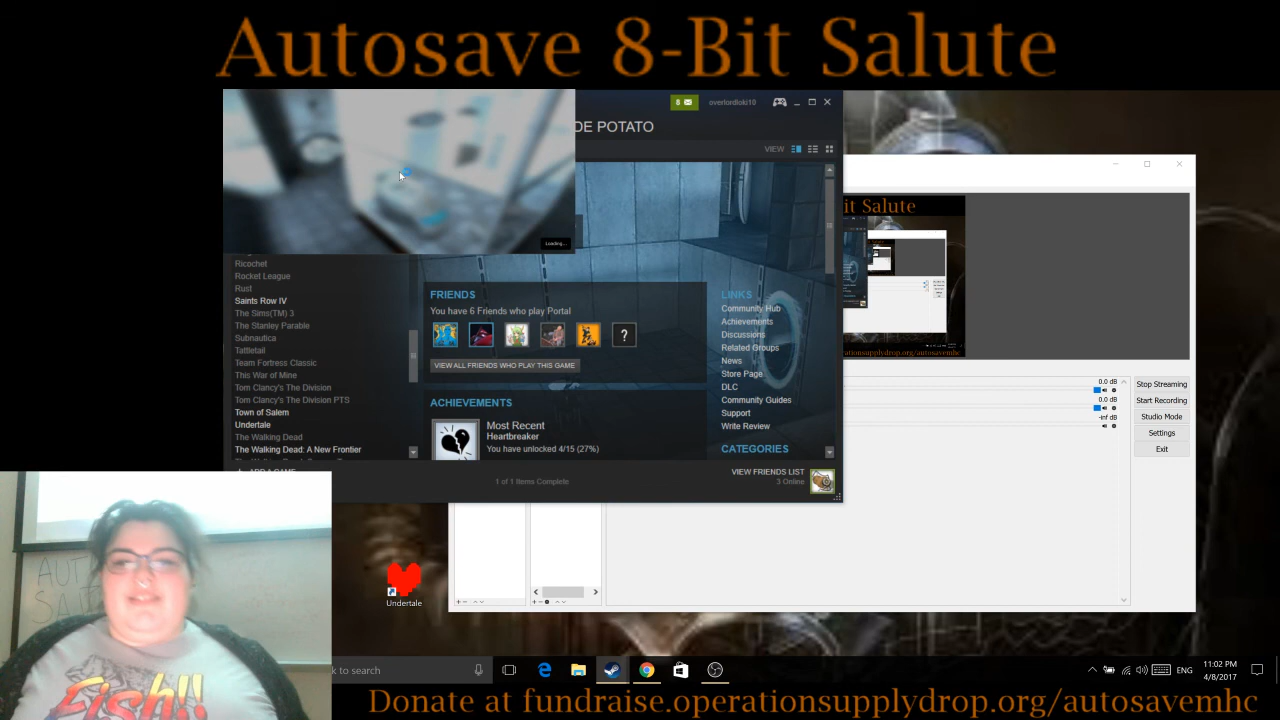 Autosave 8-Bit Salute
8
overlordloki10
DE POTATO
VIEW
Loading...
Ricochet
Rocket League
Rust
Saints Row IV
The Sims(TM) 3
The Stanley Parable
Subnautica
Tattletail
Team Fortress Classic
This War of Mine
Tom Clancy's The Division
Tom Clancy's The Division PTS
Town of Salem
Undertale
The Walking Dead
The Walking Dead: A New Frontier
FRIENDS
You have 6 Friends who play Portal
?
VIEW ALL FRIENDS WHO PLAY THIS GAME
ACHIEVEMENTS
Most Recent
Heartbreaker
You have unlocked 4/15 (27%)
LINKS
Community Hub
Achievements
Discussions
Related Groups
News
Store Page
DLC
Community Guides
Support
Write Review
CATEGORIES
1 of 1 Items Complete
VIEW FRIENDS LIST
3 Online
it Salute
ationsupplydrop.org/autosavemhc
0.0 dB
0.0 dB
-inf dB
Stop Streaming
Start Recording
Studio Mode
Settings
Exit
Undertale
Fish!!
k to search
ENG
11:02 PM
4/8/2017
Donate at fundraise.operationsupplydrop.org/autosavemhc